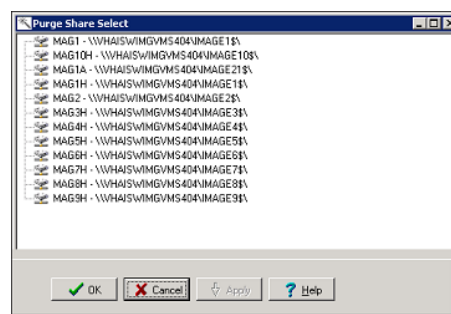 Purge Share Select
MAG1 - \\VHAISWIMGVMS404\IMAGE1$\
MAG10H - \\VHAISWIMGVMS404\IMAGE10$\
MAG1A - \\VHAISWIMGVMS404\IMAGE21$\
MAG1H - \\VHAISWIMGVMS404\IMAGE1$\
MAG2 - \\VHAISWIMGVMS404\IMAGE2$\
MAG3H - \\VHAISWIMGVMS404\IMAGE3$\
MAG4H - \\VHAISWIMGVMS404\IMAGE4$\
MAG5H - \\VHAISWIMGVMS404\IMAGE5$\
MAG6H - \\VHAISWIMGVMS404\IMAGE6$\
MAG7H - \\VHAISWIMGVMS404\IMAGE7$\
MAG8H - \\VHAISWIMGVMS404\IMAGE8$\
MAG9H - \\VHAISWIMGVMS404\IMAGE9$\
OK Cancel Apply Help